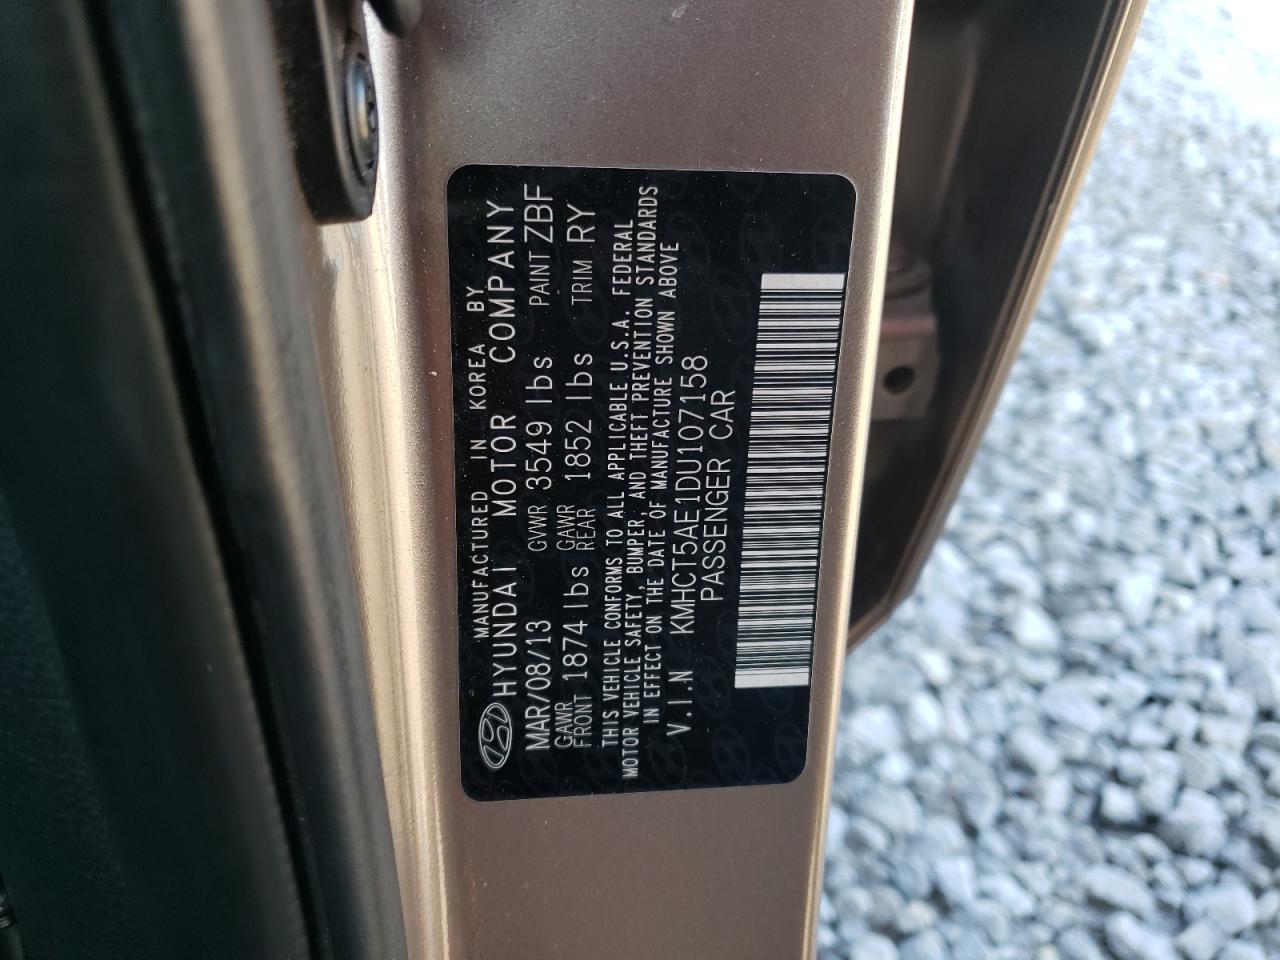 MANUFACTURED IN KOREA BY
HYUNDAI MOTOR COMPANY
MAR/08/13 GVWR 3549 lbs PAINT ZBF
GAWR FRONT 1874 lbs GAWR REAR 1852 lbs TRIM RY
THIS VEHICLE CONFORMS TO ALL APPLICABLE U.S.A. FEDERAL
MOTOR VEHICLE SAFETY, BUMPER, AND THEFT PREVENTION STANDARDS
IN EFFECT ON THE DATE OF MANUFACTURE SHOWN ABOVE
V.I.N KMHCT5AE1DU107158
PASSENGER CAR